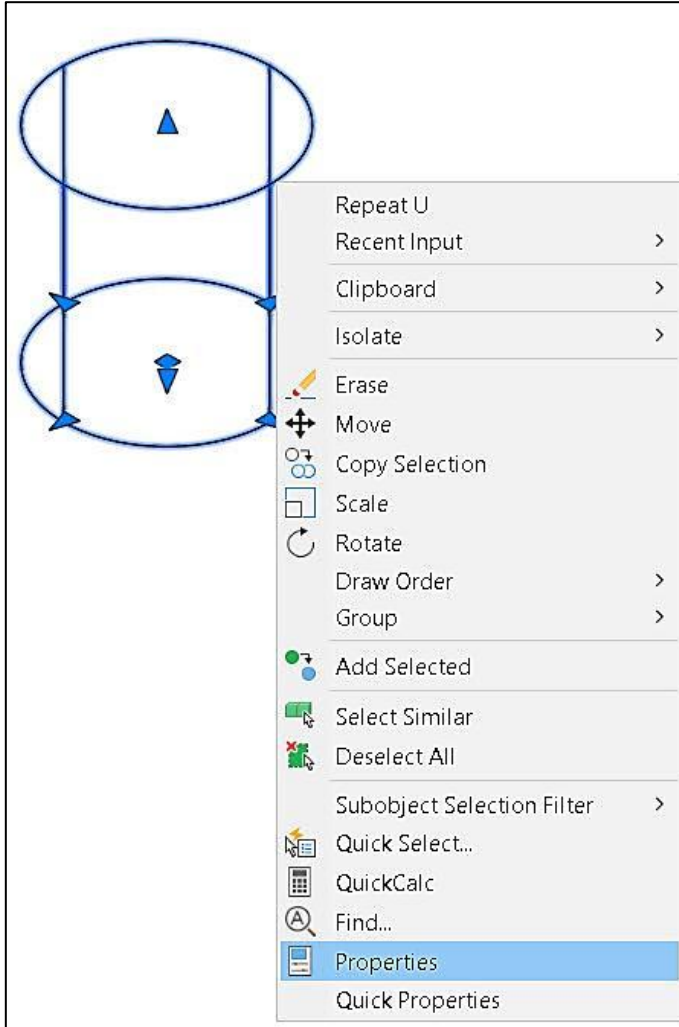 Repeat U
Recent Input
Clipboard
Isolate
Erase
Move
Copy Selection
Scale
Rotate
Draw Order
Group
Add Selected
Select Similar
Deselect All
Subobject Selection Filter
Quick Select...
QuickCalc
Find...
Properties
Quick Properties